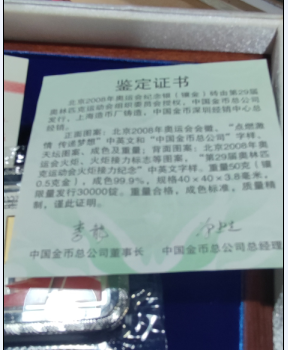 鉴定证书
北京2008年奥运会纪念锭(镶金)转由第29届
奥林匹克运动会组织委员会授权,中国金币总公司
发行,上海造币厂铸造,中国金币深圳经销中心总
经销。
正面图案:北京2008年奥运会会徽、“点燃激
情 传递梦想”中英文和“中国金币总公司”字样、
天坛图案、成色及重量;背面图案:北京2008年奥
运会火炬、火炬接力标志等图案、“第29届奥林匹
克运动会火炬接力纪念”中英文字样。重量50克(镶
0.5克金),成色99.9%,规格40×40×3.8毫米,
限量发行30000锭。重量合格,成色标准,质量精
制,谨此证明。
中国金币总公司董事长 中国金币总公司总经理